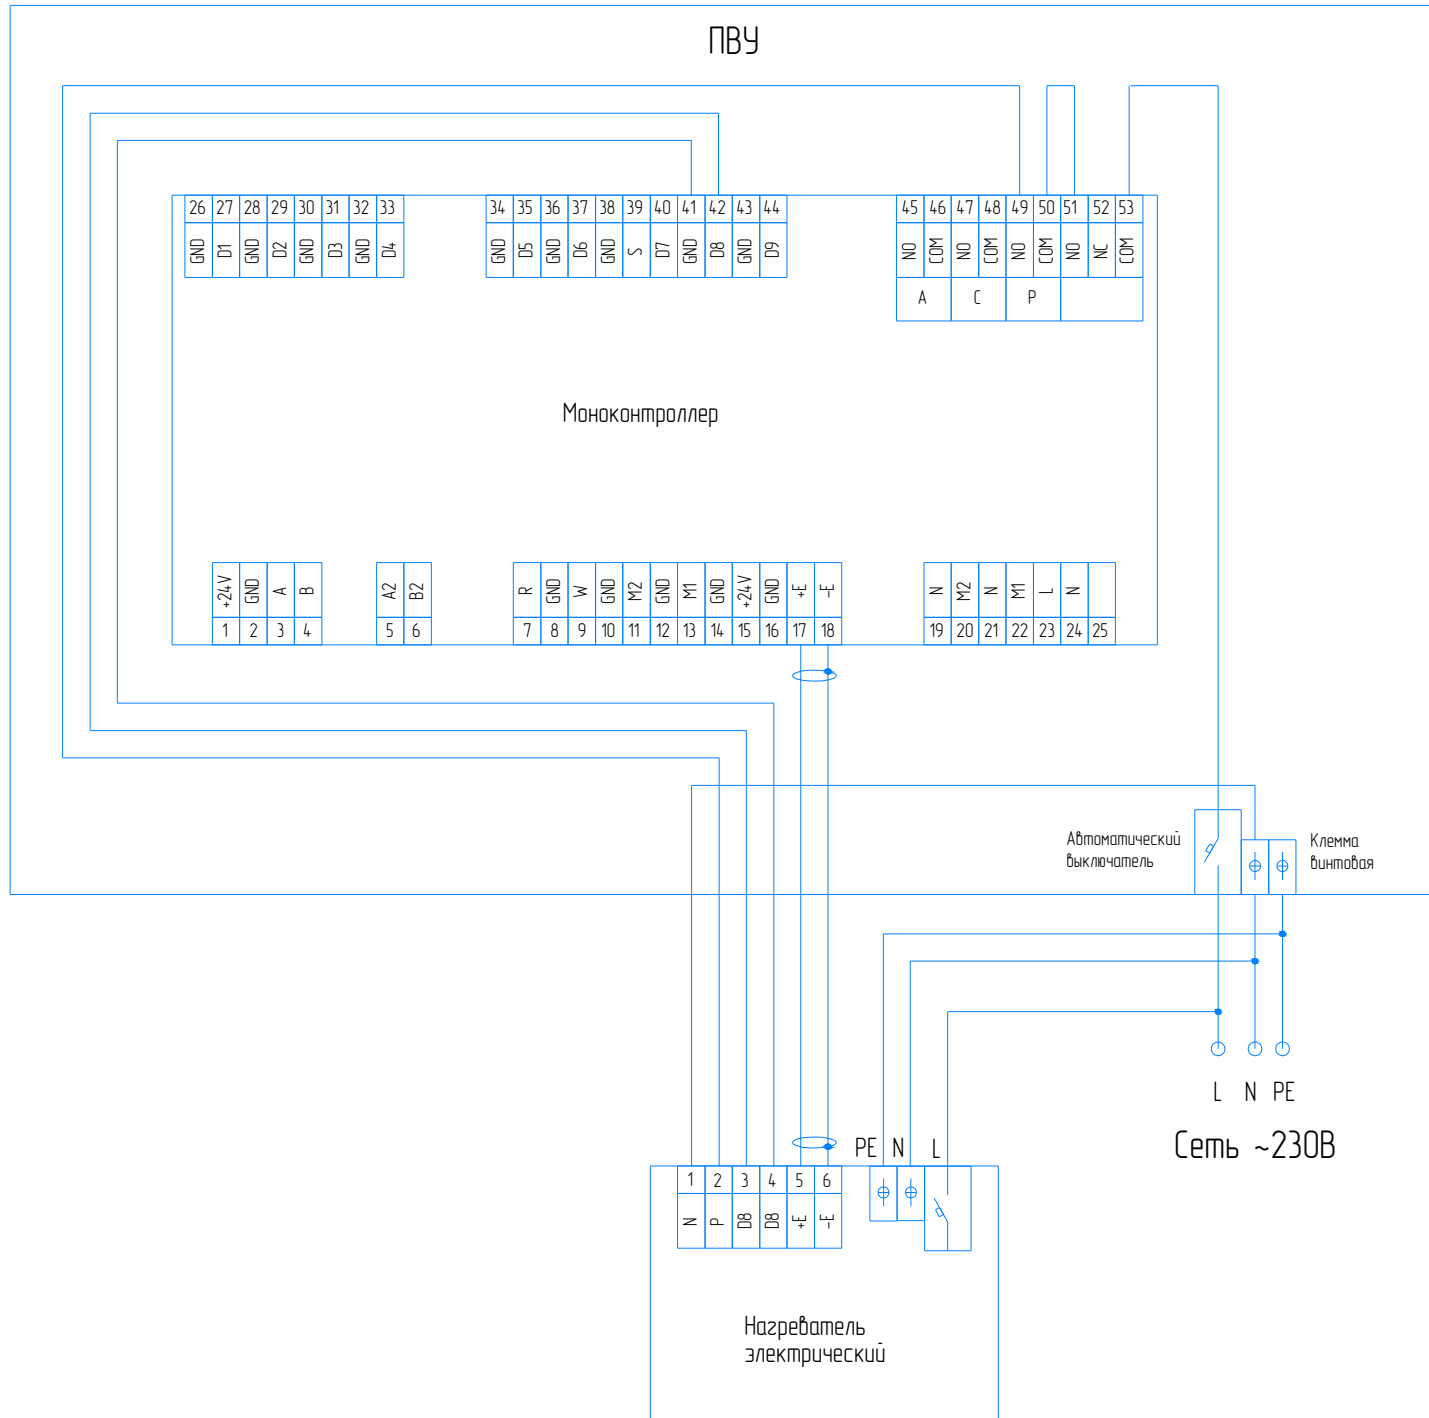 ПВУ
26 27 28 29 30 31 32 33
GND D1 GND D2 GND D3 GND D4
34 35 36 37 38 39 40 41 42 43 44
GND D5 GND D6 GND S D7 GND D8 GND D9
45 46 47 48 49 50 51 52 53
NO COM NO COM NO COM NO NC COM
A C P
Моноконтроллер
+24V GND A B
1 2 3 4
A2 B2
5 6
R GND W GND M2 GND M1 GND +24V GND +E -E
7 8 9 10 11 12 13 14 15 16 17 18
N M2 N M1 L N
19 20 21 22 23 24 25
Автоматический
выключатель
Клемма
винтовая
L N PE
Сеть ~230В
PE N L
1 2 3 4 5 6
N P D8 D8 +E -E
Нагреватель
электрический